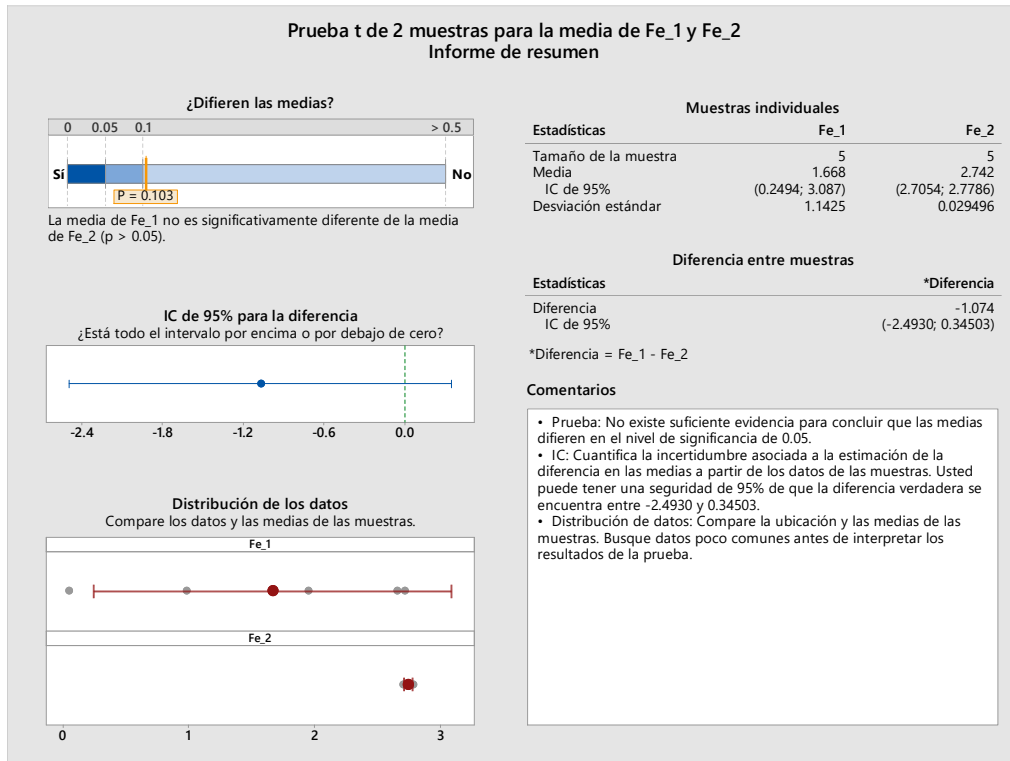 Prueba t de 2 muestras para la media de Fe_1 y Fe_2
Informe de resumen
¿Difieren las medias?
0 0.05 0.1 > 0.5
Sí No
P = 0.103
La media de Fe_1 no es significativamente diferente de la media
de Fe_2 (p > 0.05).
IC de 95% para la diferencia
¿Está todo el intervalo por encima o por debajo de cero?
-2.4 -1.8 -1.2 -0.6 0.0
Distribución de los datos
Compare los datos y las medias de las muestras.
Fe_1
Fe_2
0 1 2 3
Muestras individuales
Estadísticas Fe_1 Fe_2
Tamaño de la muestra 5 5
Media 1.668 2.742
IC de 95% (0.2494; 3.087) (2.7054; 2.7786)
Desviación estándar 1.1425 0.029496
Diferencia entre muestras
Estadísticas *Diferencia
Diferencia -1.074
IC de 95% (-2.4930; 0.34503)
*Diferencia = Fe_1 - Fe_2
Comentarios
• Prueba: No existe suficiente evidencia para concluir que las medias
difieren en el nivel de significancia de 0.05.
• IC: Cuantifica la incertidumbre asociada a la estimación de la
diferencia en las medias a partir de los datos de las muestras. Usted
puede tener una seguridad de 95% de que la diferencia verdadera se
encuentra entre -2.4930 y 0.34503.
• Distribución de datos: Compare la ubicación y las medias de las
muestras. Busque datos poco comunes antes de interpretar los
resultados de la prueba.